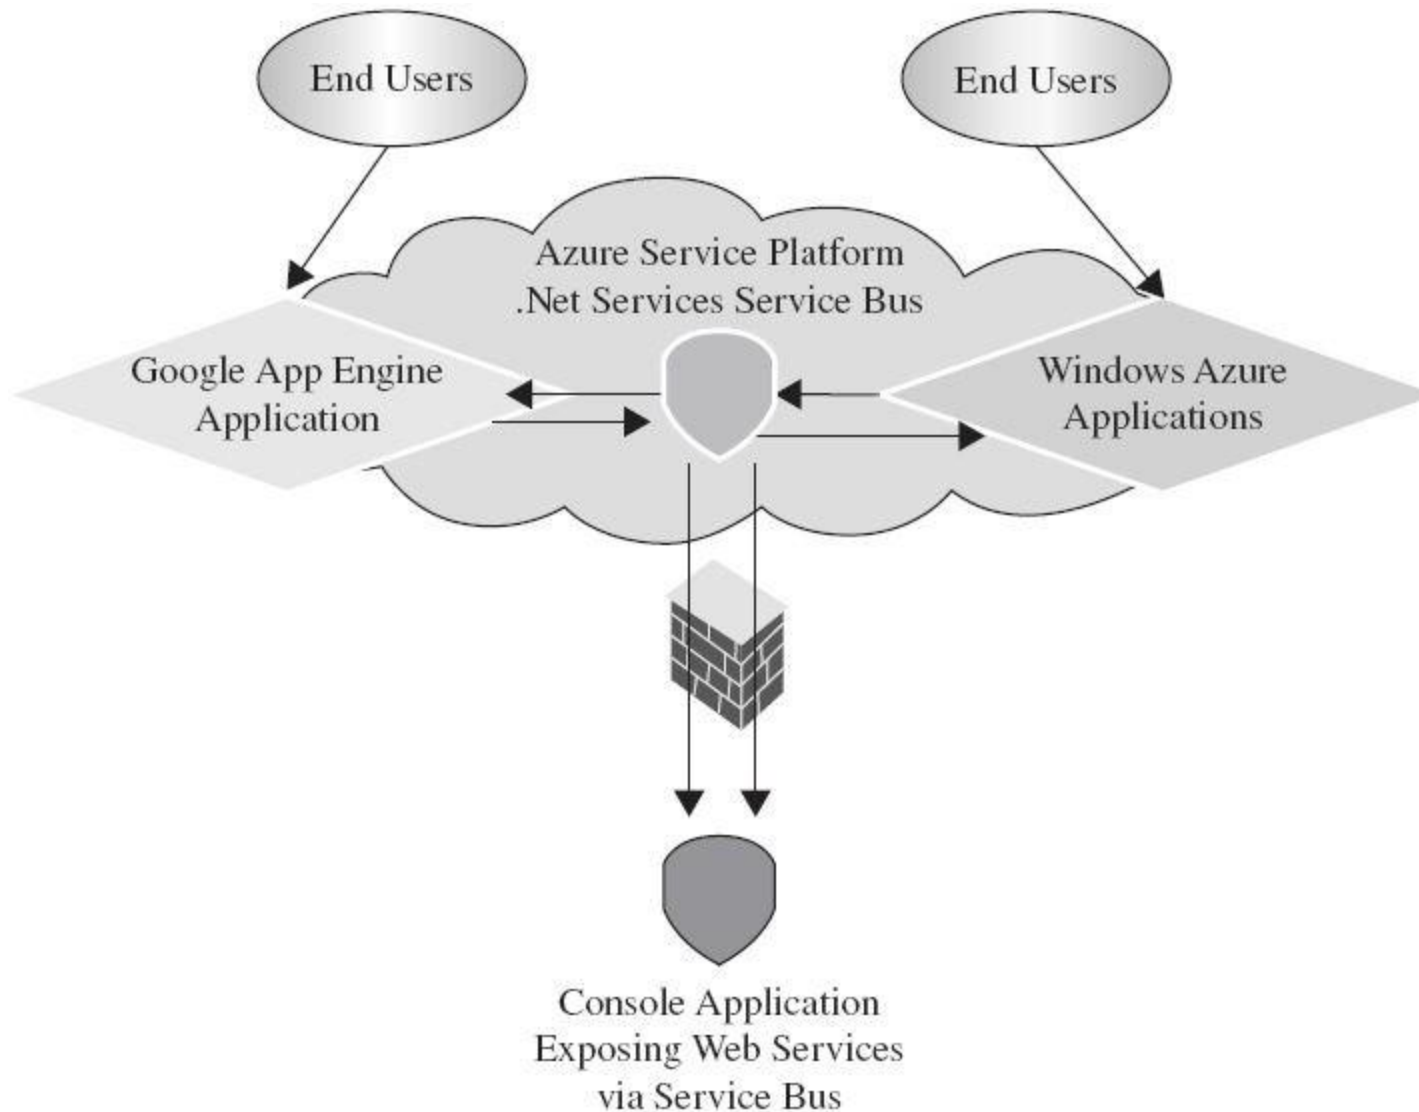 End Users
End Users
Azure Service Platform
.Net Services Service Bus
Google App Engine
Application
Windows Azure
Applications
Console Application
Exposing Web Services
via Service Bus